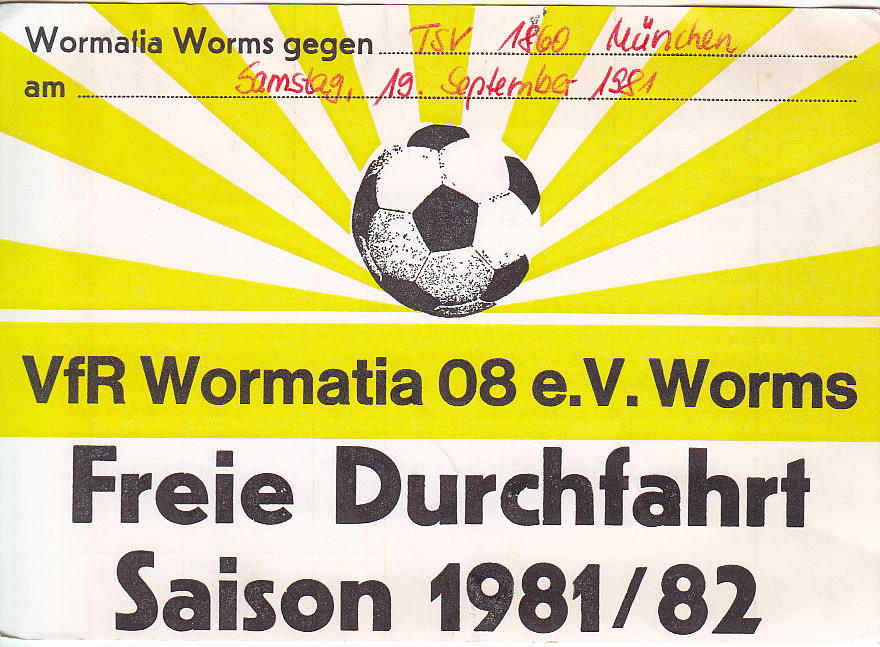 Wormatia Worms gegen TSV 1860 München
am Samstag, 19. September 1981
VfR Wormatia 08 e.V. Worms
Freie Durchfahrt
Saison 1981/82